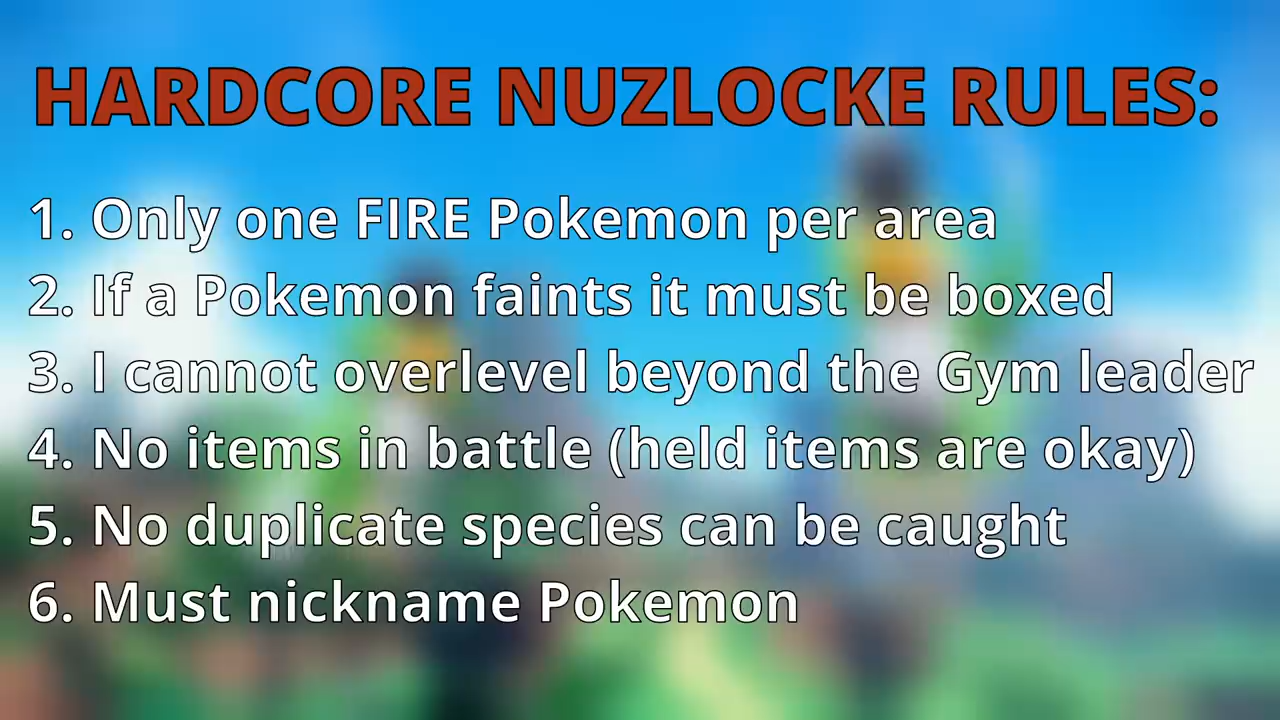 HARDCORE NUZLOCKE RULES:
1. Only one FIRE Pokemon per area
2. If a Pokemon faints it must be boxed
3. I cannot overlevel beyond the Gym leader
4. No items in battle (held items are okay)
5. No duplicate species can be caught
6. Must nickname Pokemon